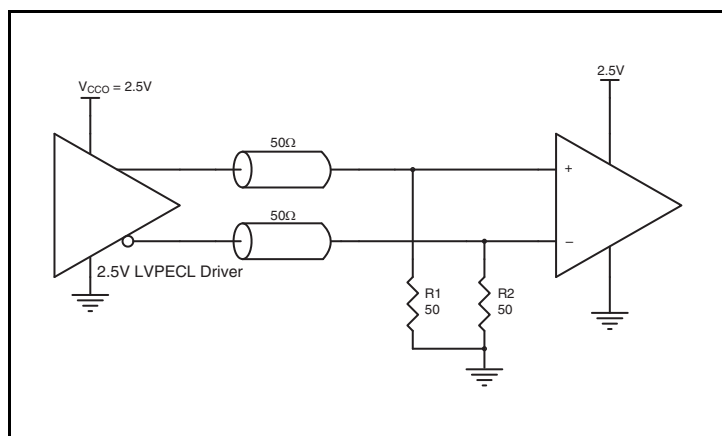 V_CCO = 2.5V
2.5V
50Ω
50Ω
+
−
2.5V LVPECL Driver
R1
50
R2
50